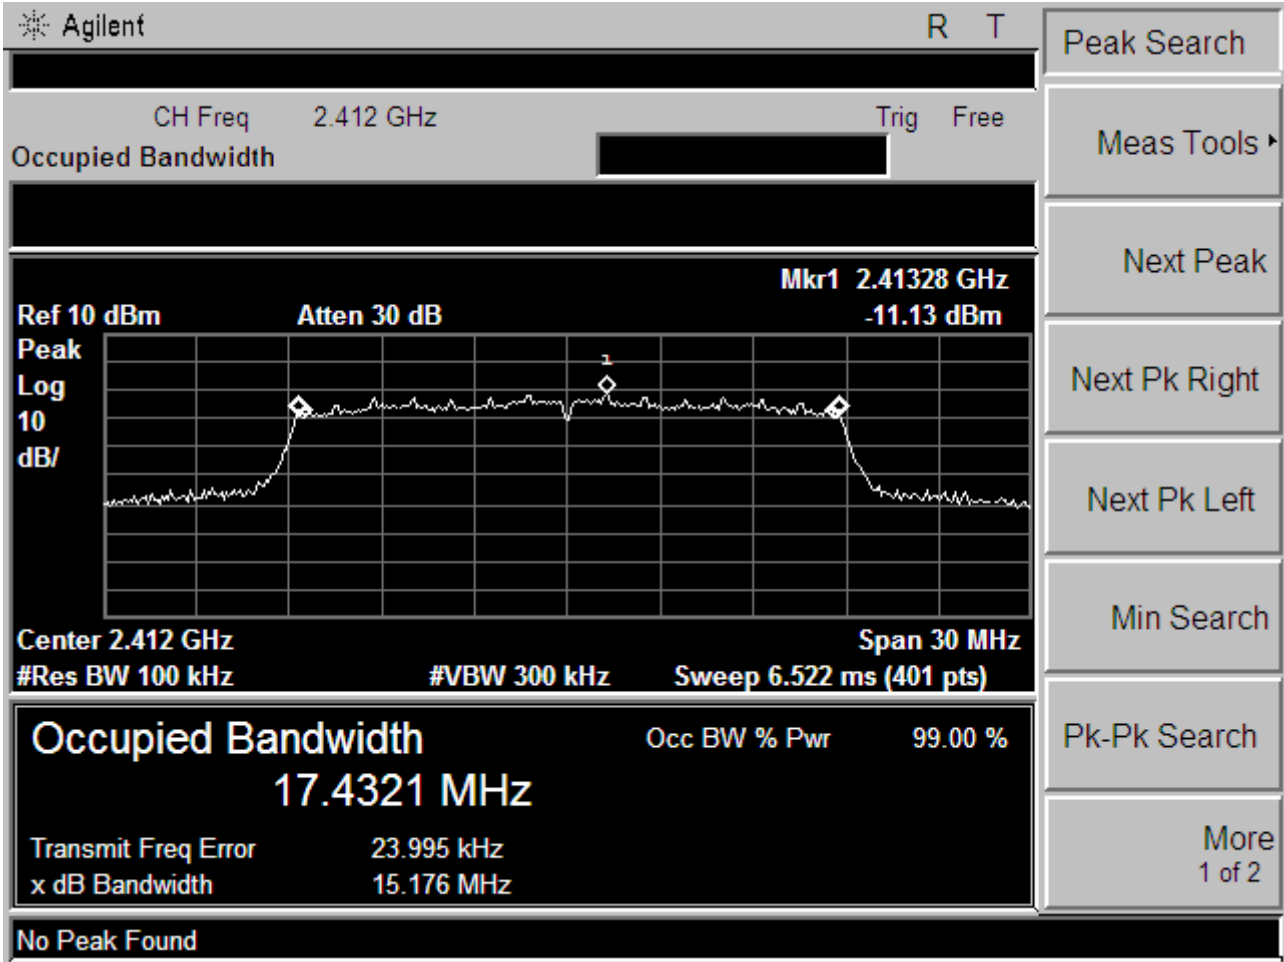 Agilent R T
CH Freq 2.412 GHz Trig Free
Occupied Bandwidth
Mkr1 2.41328 GHz
Ref 10 dBm Atten 30 dB -11.13 dBm
Peak
Log
10
dB/
1
Center 2.412 GHz Span 30 MHz
#Res BW 100 kHz #VBW 300 kHz Sweep 6.522 ms (401 pts)
Occupied Bandwidth Occ BW % Pwr 99.00 %
17.4321 MHz
Transmit Freq Error 23.995 kHz
x dB Bandwidth 15.176 MHz
No Peak Found
Peak Search
Meas Tools
Next Peak
Next Pk Right
Next Pk Left
Min Search
Pk-Pk Search
More
1 of 2